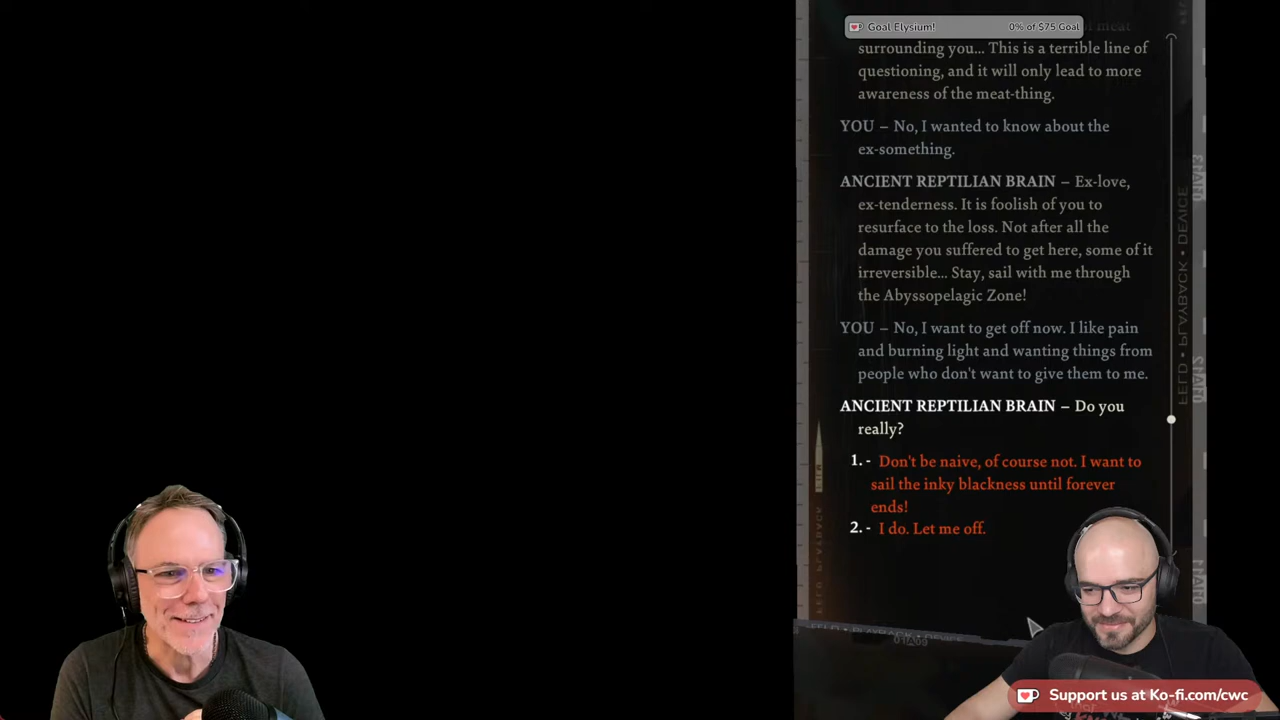 Goal Elysium!
0% of $75 Goal
meat
surrounding you... This is a terrible line of
questioning, and it will only lead to more
awareness of the meat-thing.
YOU – No, I wanted to know about the
ex-something.
ANCIENT REPTILIAN BRAIN – Ex-love,
ex-tenderness. It is foolish of you to
resurface to the loss. Not after all the
damage you suffered to get here, some of it
irreversible... Stay, sail with me through
the Abyssopelagic Zone!
YOU – No, I want to get off now. I like pain
and burning light and wanting things from
people who don't want to give them to me.
ANCIENT REPTILIAN BRAIN – Do you
really?
1. - Don't be naive, of course not. I want to
sail the inky blackness until forever
ends!
2. - I do. Let me off.
FELD • PLAYBACK • DEVICE
FELD • PLAYBACK • DEVICE
Support us at Ko-fi.com/cwc